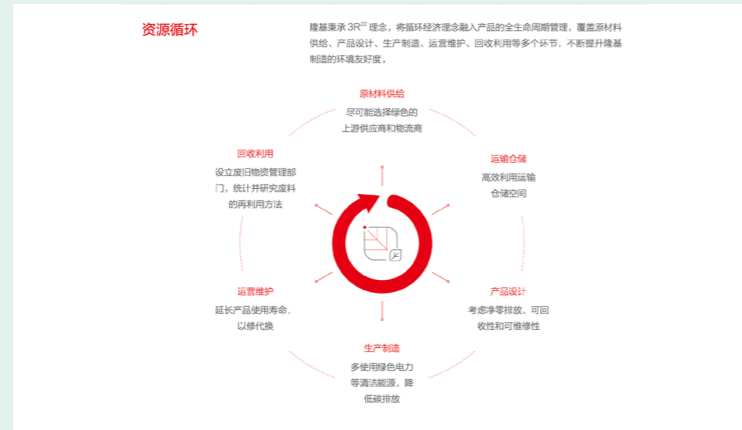 资源循环
隆基秉承 3R²² 理念，将循环经济理念融入产品的全生命周期管理，覆盖原材料
供给、产品设计、生产制造、运营维护、回收利用等多个环节，不断提升隆基
制造的环境友好度。
原材料供给
尽可能选择绿色的
上游供应商和物流商
运输仓储
高效利用运输
仓储空间
产品设计
考虑净零排放、可回
收性和可维修性
生产制造
多使用绿色电力
等清洁能源，降
低碳排放
运营维护
延长产品使用寿命，
以修代换
回收利用
设立废旧物资管理部
门，统计并研究废料
的再利用方法